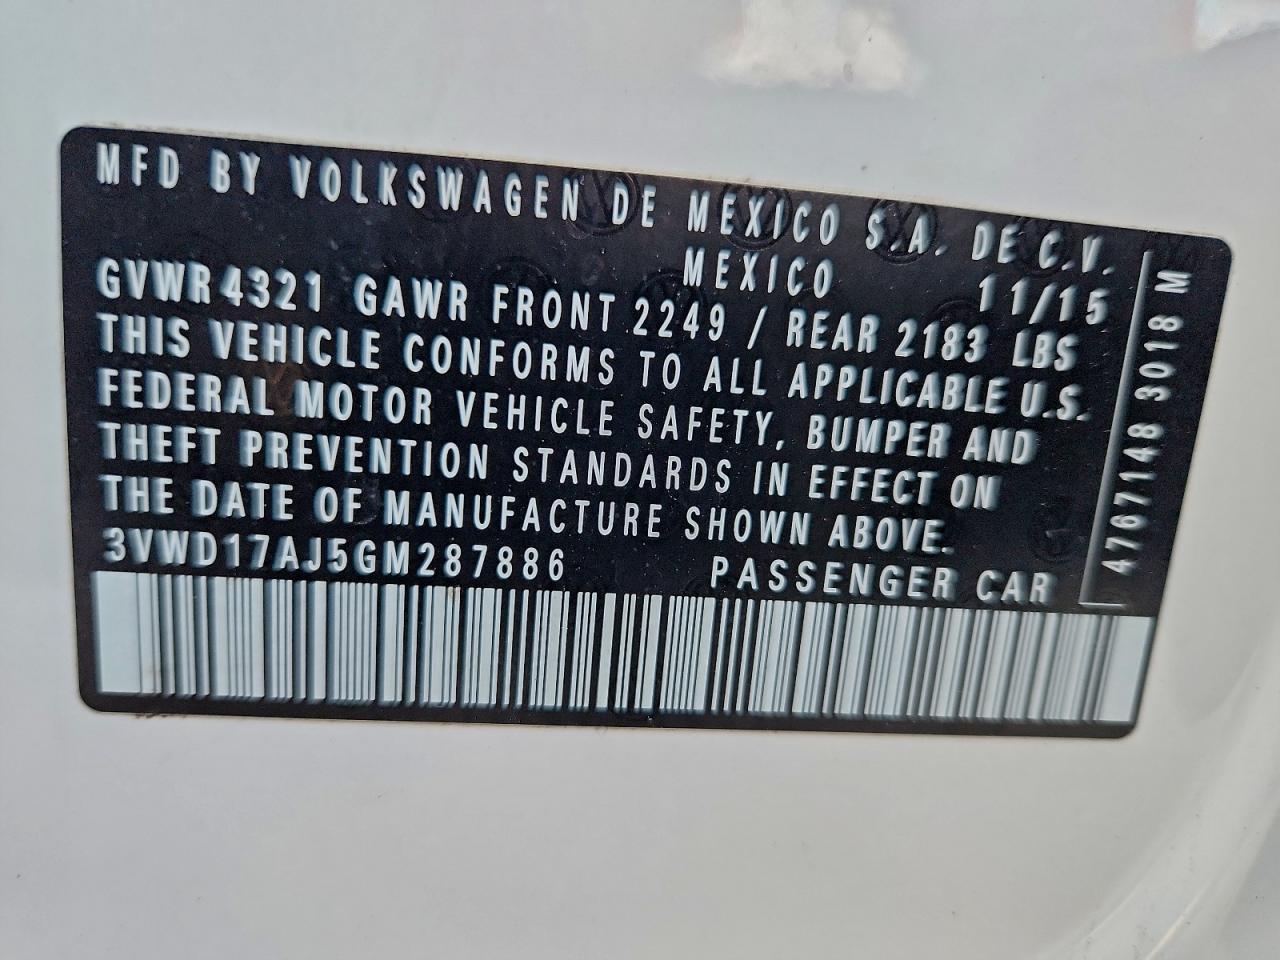 MFD BY VOLKSWAGEN DE MEXICO S.A. DE C.V.
MEXICO 11/15
GVWR 4321 GAWR FRONT 2249 / REAR 2183 LBS
THIS VEHICLE CONFORMS TO ALL APPLICABLE U.S.
FEDERAL MOTOR VEHICLE SAFETY, BUMPER AND
THEFT PREVENTION STANDARDS IN EFFECT ON
THE DATE OF MANUFACTURE SHOWN ABOVE.
3VWD17AJ5GM287886 PASSENGER CAR
4767148 3018 M